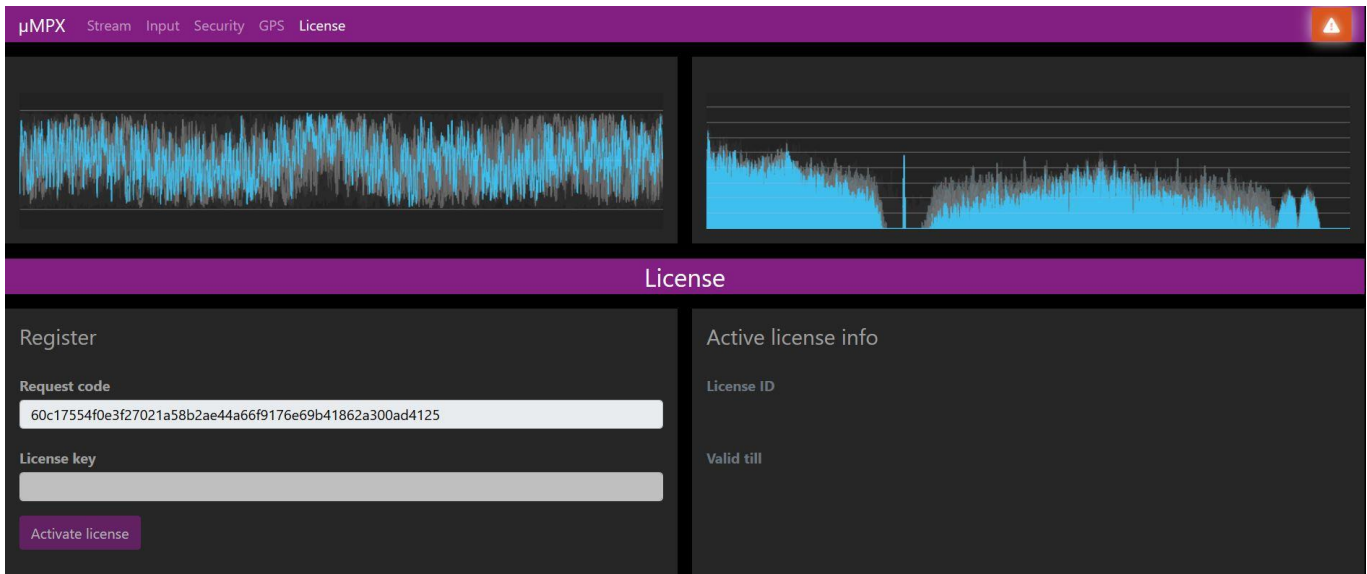 µMPX Stream Input Security GPS License
License
Register
Request code
60c17554f0e3f27021a58b2ae44a66f9176e69b41862a300ad4125
License key
Activate license
Active license info
License ID
Valid till